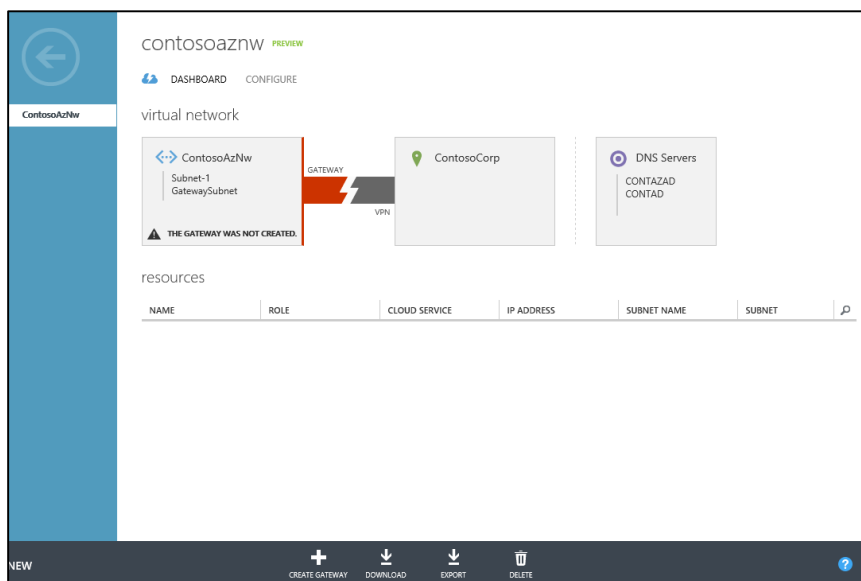 contosoaznw PREVIEW
DASHBOARD CONFIGURE
ContosoAzNw
virtual network
ContosoAzNw
Subnet-1
GatewaySubnet
THE GATEWAY WAS NOT CREATED.
GATEWAY
VPN
ContosoCorp
DNS Servers
CONTAZAD
CONTAD
resources
NAME ROLE CLOUD SERVICE IP ADDRESS SUBNET NAME SUBNET
NEW CREATE GATEWAY DOWNLOAD EXPORT DELETE ?